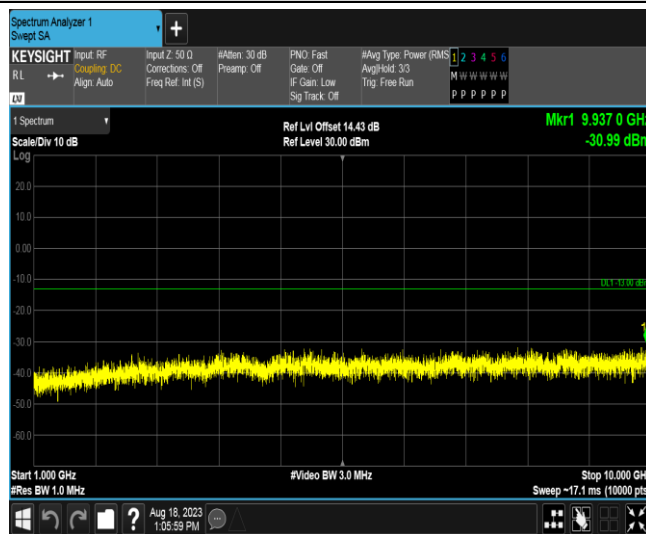 Spectrum Analyzer 1
Swept SA
KEYSIGHT Input: RF Input Z: 50 Ω #Atten: 30 dB PNO: Fast #Avg Type: Power (RMS 1 2 3 4 5 6
RL Coupling: DC Corrections: Off Preamp: Off Gate: Off Avg|Hold: 3/3 M W W W W W
Align: Auto Freq Ref: Int (S) IF Gain: Low Trig: Free Run
Sig Track: Off P P P P P P
1 Spectrum Ref Lvl Offset 14.43 dB Mkr1 9.937 0 GHz
Scale/Div 10 dB Ref Level 30.00 dBm -30.99 dBm
Log
20.0
10.0
0.00
-10.0
DL1 -13.00 dBm
-20.0
1
-30.0
-40.0
-50.0
-60.0
Start 1.000 GHz #Video BW 3.0 MHz Stop 10.000 GHz
#Res BW 1.0 MHz Sweep ~17.1 ms (10000 pts)
? Aug 18, 2023
1:05:59 PM